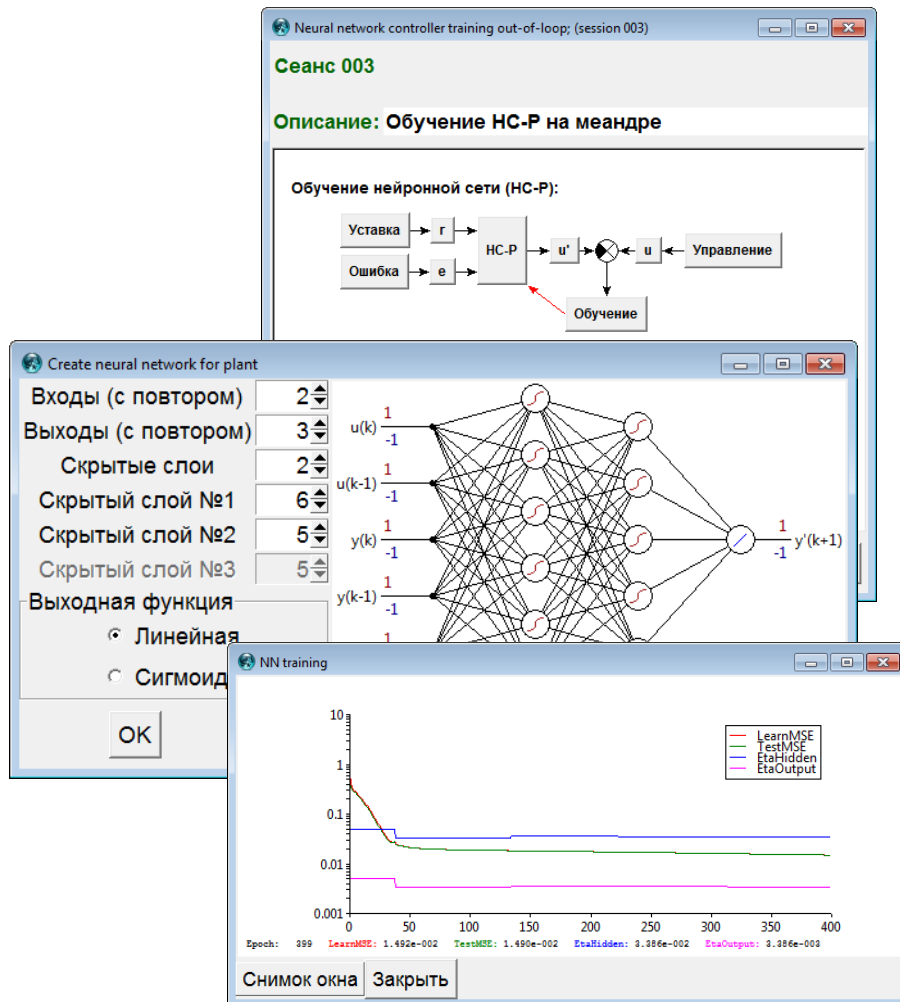 Neural network controller training out-of-loop; (session 003)
Сеанс 003
Описание: Обучение НС-Р на меандре
Обучение нейронной сети (НС-Р):
Уставка r
НС-Р u' u Управление
Ошибка e
Обучение
Create neural network for plant
Входы (с повтором) 2
Выходы (с повтором) 3
Скрытые слои 2
Скрытый слой №1 6
Скрытый слой №2 5
Скрытый слой №3 5
Выходная функция
Линейная
Сигмоид
OK
u(k) 1 -1
u(k-1) 1 -1
y(k) 1 -1
y(k-1) 1 -1
1
1 -1 y'(k+1)
NN training
10
1
0.1
0.01
0.001
0 50 100 150 200 250 300 350 400
LearnMSE
TestMSE
EtaHidden
EtaOutput
Epoch: 399 LearnMSE: 1.492e-002 TestMSE: 1.490e-002 EtaHidden: 3.386e-002 EtaOutput: 3.386e-003
Снимок окна Закрыть